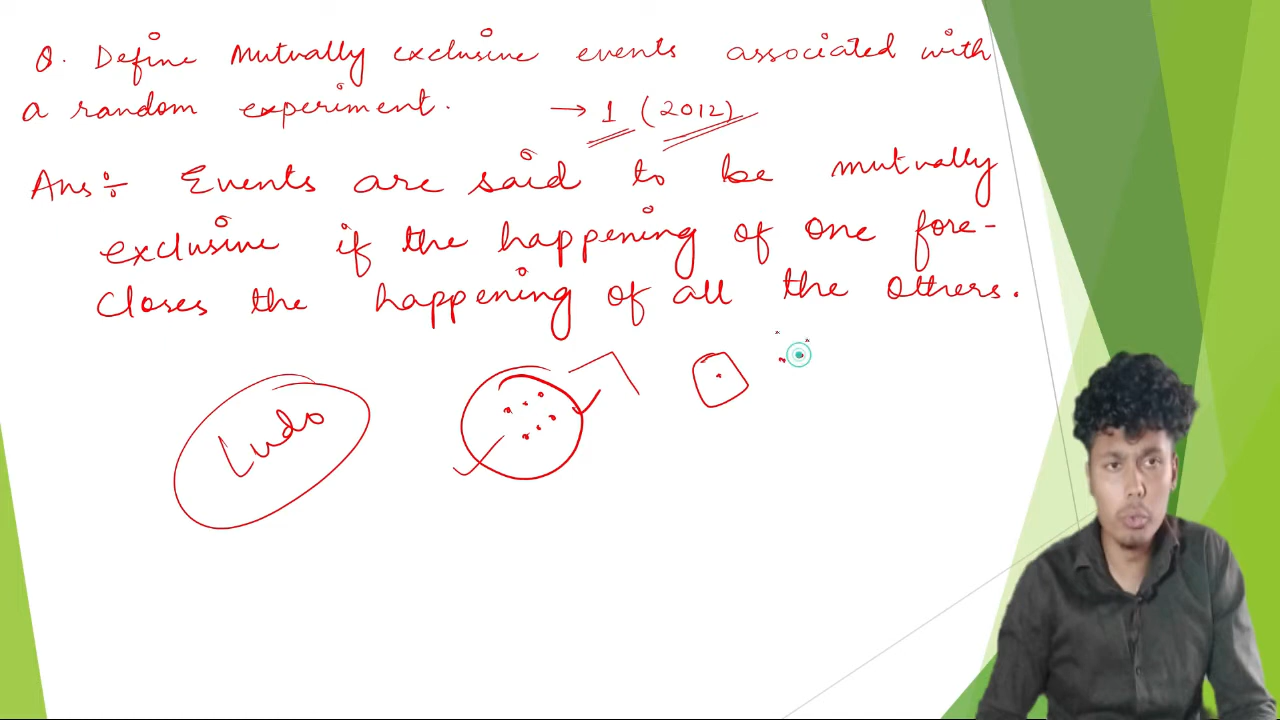 Q. Define Mutually exclusive events associated with
a random experiment. → 1 (2012)
Ans ÷ Events are said to be mutually
exclusive if the happening of one fore-
closes the happening of all the others.
Ludo